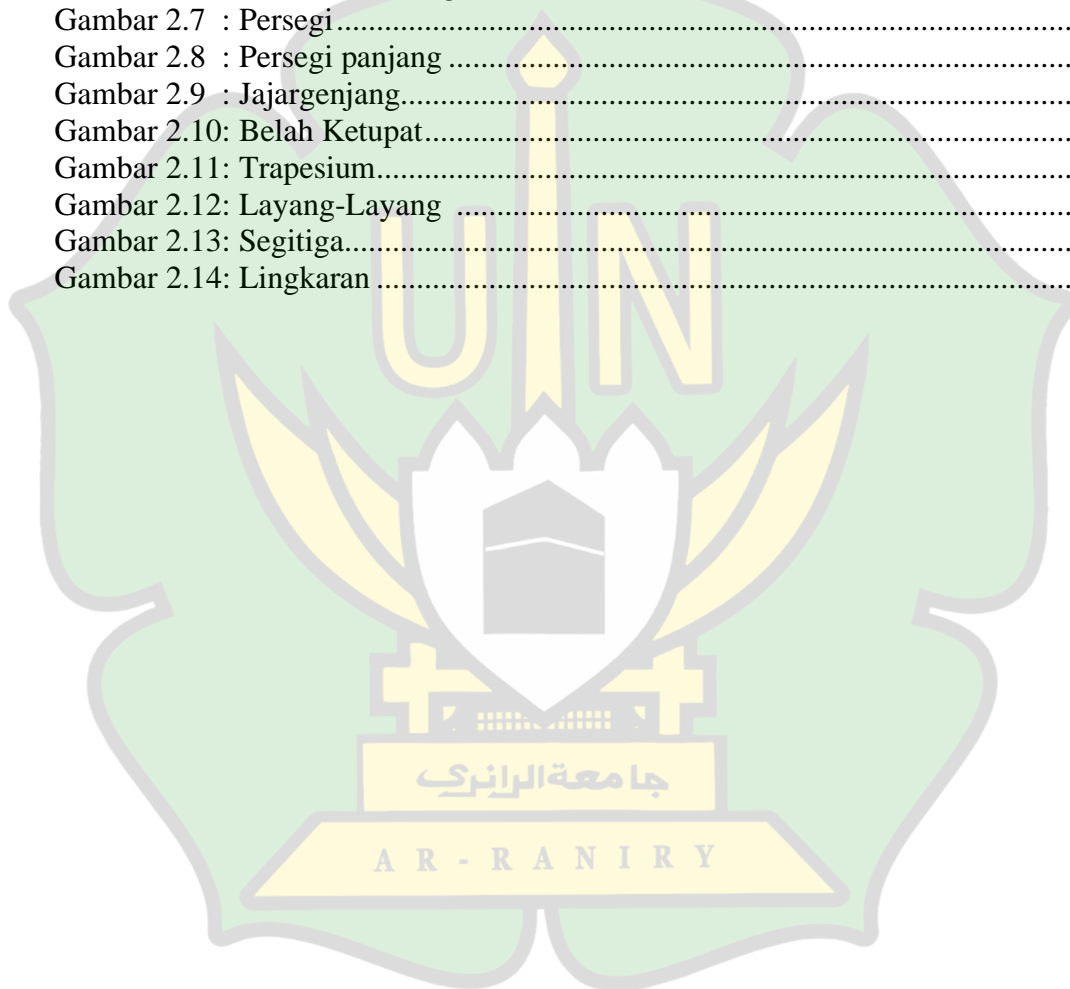 Gambar 2.7 : Persegi
Gambar 2.8 : Persegi panjang
Gambar 2.9 : Jajargenjang
Gambar 2.10: Belah Ketupat
Gambar 2.11: Trapesium
Gambar 2.12: Layang-Layang
Gambar 2.13: Segitiga
Gambar 2.14: Lingkaran
UIN
جامعةالرانري
AR-RANIRY